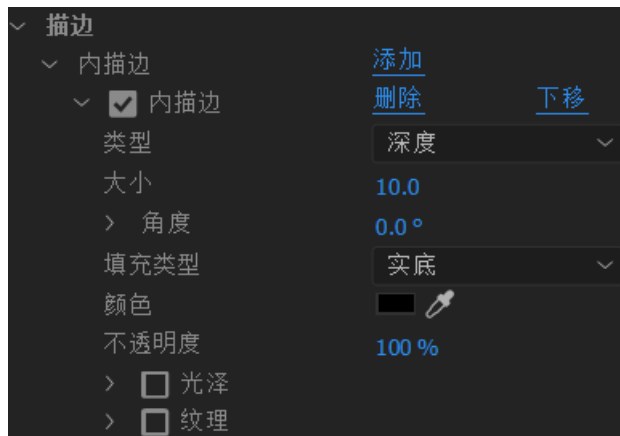 描边
内描边 添加
内描边 删除 下移
类型 深度
大小 10.0
角度 0.0 °
填充类型 实底
颜色
不透明度 100 %
光泽
纹理